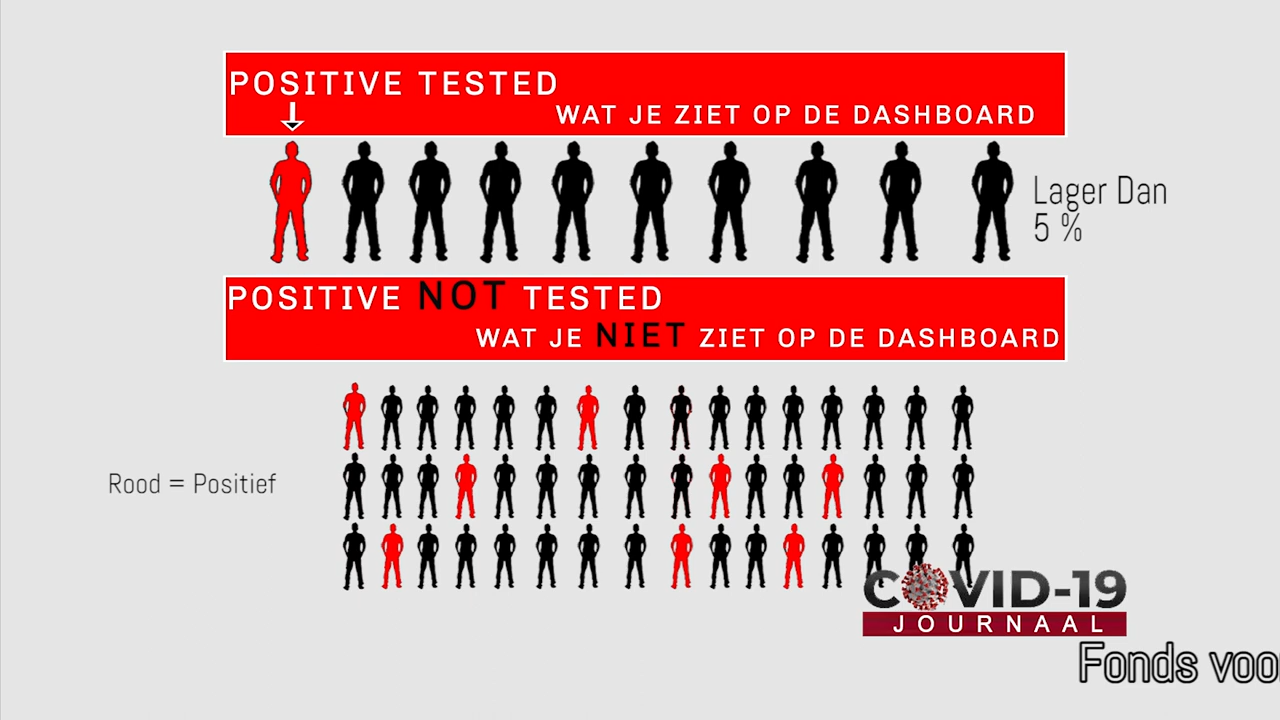 POSITIVE TESTED
WAT JE ZIET OP DE DASHBOARD
Lager Dan
5 %
POSITIVE NOT TESTED
WAT JE NIET ZIET OP DE DASHBOARD
Rood = Positief
COVID-19
JOURNAAL
Fonds